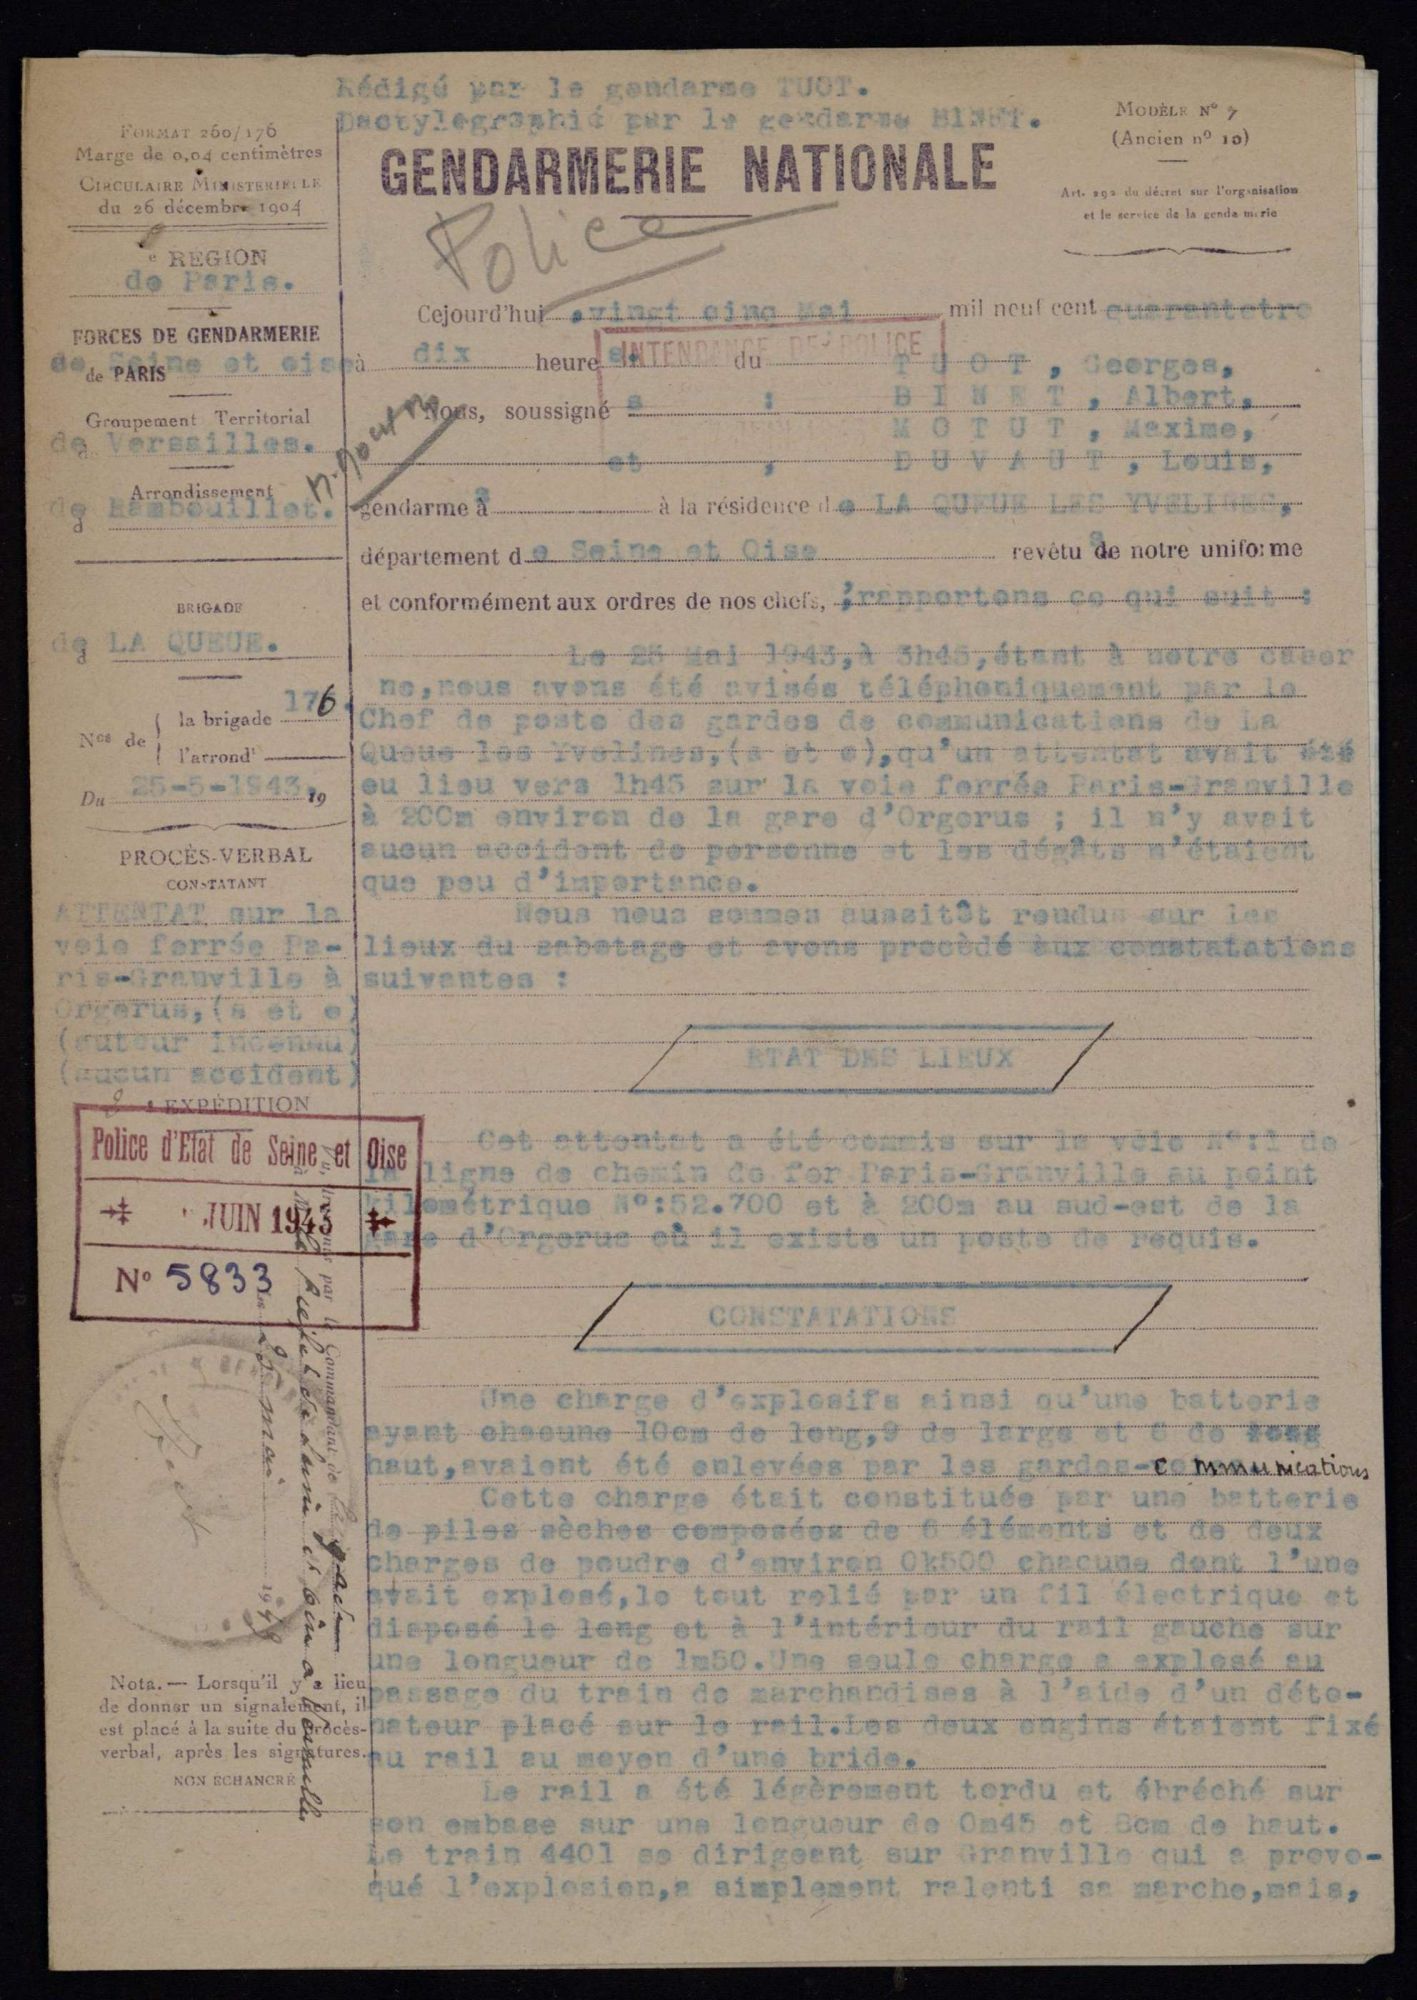 Rédigé par le gendarme TUOT.
Dactylographié par le gendarme BINET.
FORMAT 260/176
Marge de 0,04 centimètres
CIRCULAIRE MINISTERIELLE
du 26 décembre 1904
MODÈLE Nº 7
(Ancien nº 10)
Art. 292 du décret sur l'organisation
et le service de la gendarmerie
GENDARMERIE NATIONALE
Police
e REGION
de Paris.
FORCES DE GENDARMERIE
de Seine et oise
de PARIS
Groupement Territorial
de Versailles.
Arrondissement
de Rambouillet.
BRIGADE
de LA QUEUE.
Nos de
la brigade 176.
l'arrondt
Du 25-5-1943. 19
PROCÈS-VERBAL
CONSTATANT
ATTENTAT sur la
voie ferrée Pa-
ris-Granville à
Orgerus,(s et o)
(auteur inconnu)
(aucun accident)
EXPÉDITION
Police d'Etat de Seine et Oise
JUIN 1943
Nº 5833
Nota. — Lorsqu'il y a lieu
de donner un signalement, il
est placé à la suite du procès-
verbal, après les signatures.
NON ÉCHANCRÉ
Cejourd'hui ,vingt cinq Mai mil neuf cent quarantetro
à dix heures. du TUOT, Georges,
INTENDANCE DE POLICE
Nous, soussignés : BINET, Albert,
MOTUT, Maxime,
et , DUVAUT, Louis,
gendarmes à la résidence de LA QUEUE LES YVELINES,
département de Seine et Oise revêtus de notre uniforme
et conformément aux ordres de nos chefs, ,rapportons ce qui suit :
Le 25 Mai 1943,à 3h45,étant à notre caser
ne,nous avons été avisés téléphoniquement par le
Chef de poste des gardes de communications de La
Queue les Yvelines,(s et o),qu'un attentat avait été
eu lieu vers 1h45 sur la voie ferrée Paris-Granville
à 200m environ de la gare d'Orgerus ; il n'y avait
aucun accident de personne et les dégâts n'étaient
que peu d'importance.
Nous nous sommes aussitôt rendus sur les
lieux du sabotage et avons procèdé aux constatations
suivantes :
ETAT DES LIEUX
Cet attentat a été commis sur la voie Nº:1 de
la ligne de chemin de fer Paris-Granville au point
kilométrique Nº:52.700 et à 200m au sud-est de la
gare d'Orgerus où il existe un poste de requis.
CONSTATATIONS
Une charge d'explosifs ainsi qu'une batterie
ayant chacune 10cm de long,9 de large et 6 de long
haut,avaient été enlevées par les gardes-communications
Cette charge était constituée par une batterie
de piles sèches composées de 6 éléments et de deux
charges de poudre d'environ 0k500 chacune dont l'une
avait explosé,le tout relié par un fil électrique et
disposé le long et à l'intérieur du rail gauche sur
une longueur de 1m50.Une seule charge a explosé au
passage du train de marchandises à l'aide d'un déto-
nateur placé sur le rail.Les deux engins étaient fixé
au rail au moyen d'une bride.
Le rail a été légèrement tordu et ébréché sur
son embase sur une longueur de 0m45 et 8cm de haut.
Le train 4401 se dirigeant sur Granville qui a provo-
qué l'explosion,a simplement ralenti sa marche,mais,